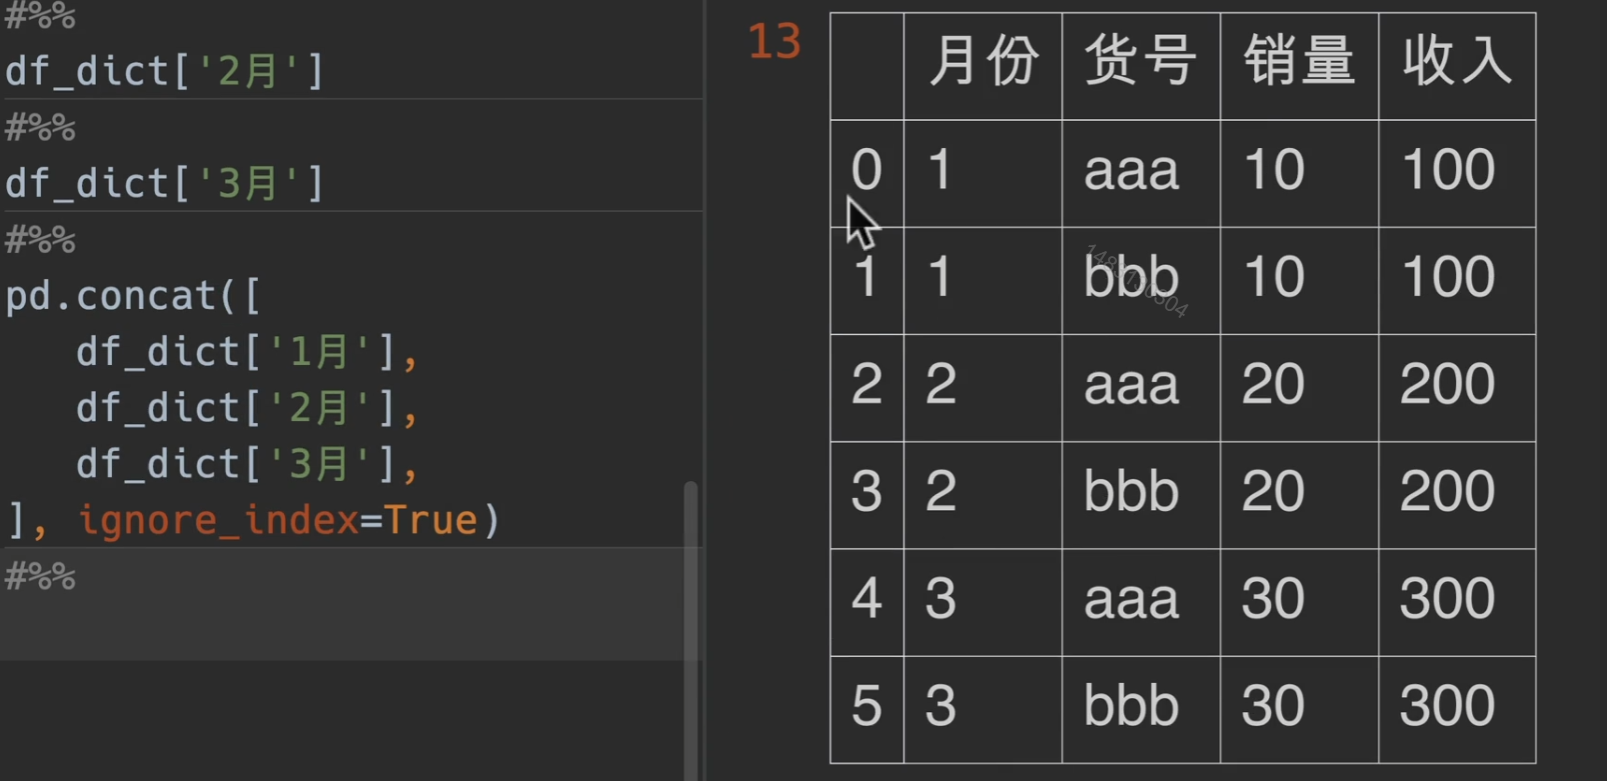 #%%
df_dict['2月']
#%%
df_dict['3月']
#%%
pd.concat([
    df_dict['1月'],
    df_dict['2月'],
    df_dict['3月'],
], ignore_index=True)
#%%
13
月份 货号 销量 收入
0 1 aaa 10 100
1 1 bbb 10 100
2 2 aaa 20 200
3 2 bbb 20 200
4 3 aaa 30 300
5 3 bbb 30 300